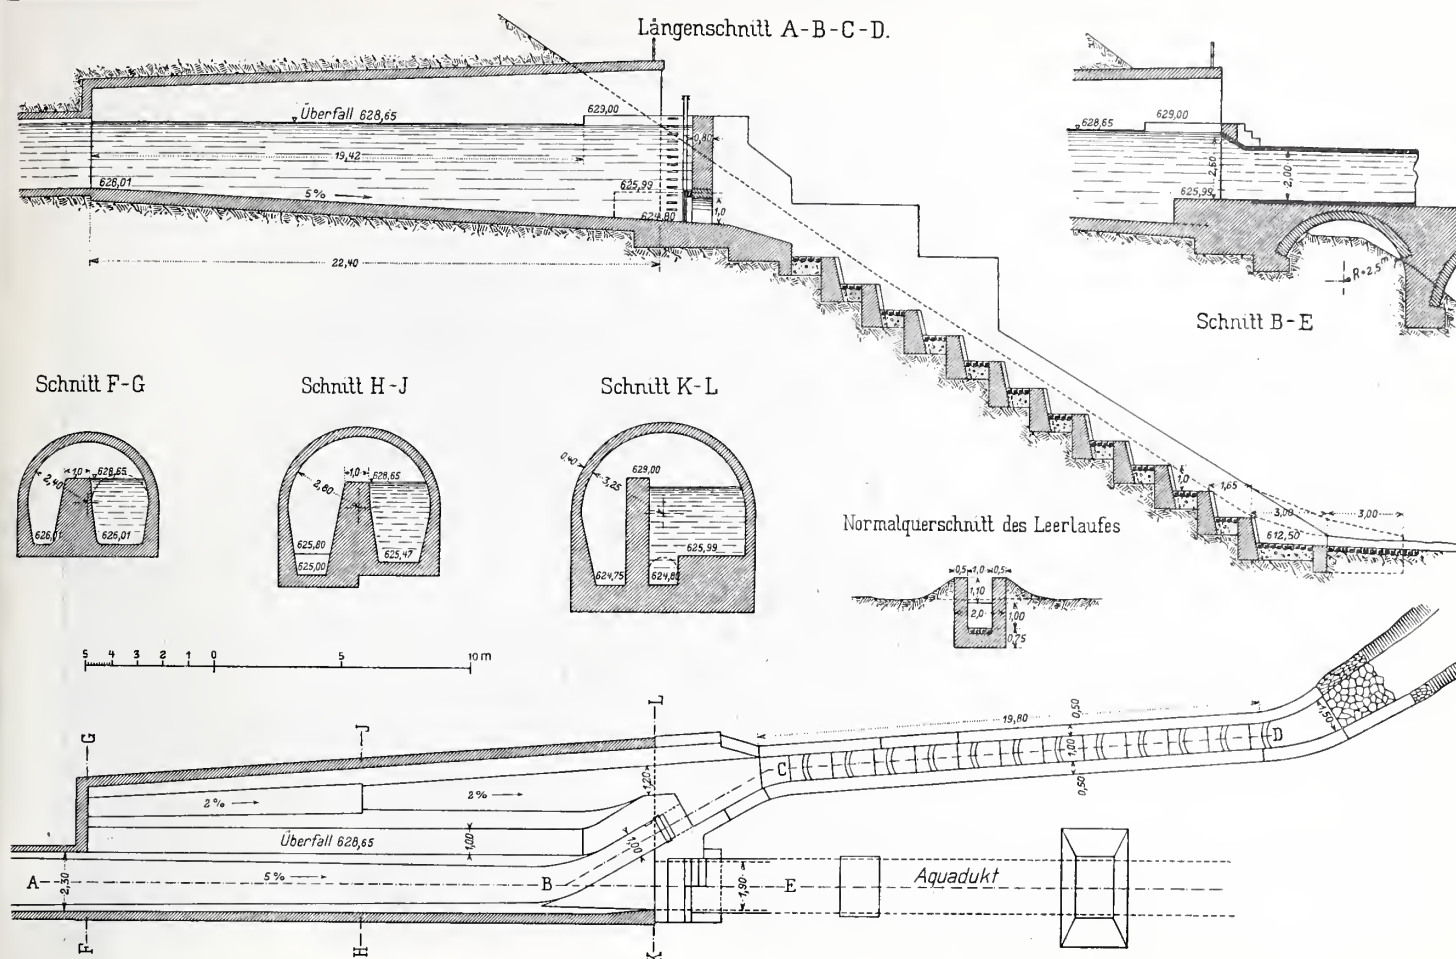 Längenschnitt A-B-C-D.
Überfall 628,65
629,00
0,80
19,42
626,01
5%
625,99
624,80
1,0
22,40
628,65
629,00
2,60
2,00
625,99
R=2,5m
Schnitt B-E
Schnitt F-G
Schnitt H-J
Schnitt K-L
1,0
628,65
2,40
626,01
626,01
1,0
628,65
2,80
625,80
625,47
625,00
0,40
3,25
629,00
625,99
624,75
624,80
1,0
1,65
3,00
3,00
612,50
Normalquerschnitt des Leerlaufes
0,5 1,0 0,5
1,10
2,0
1,00
0,75
5 4 3 2 1 0 5 10 m
L
G
J
19,80
0,50
1,00
0,50
D
1,50
C
1,20
2%
2%
Überfall 628,65
1,00
1,00
A
2,30
5%
B
1,90
E
Aquadukt
F
H
K